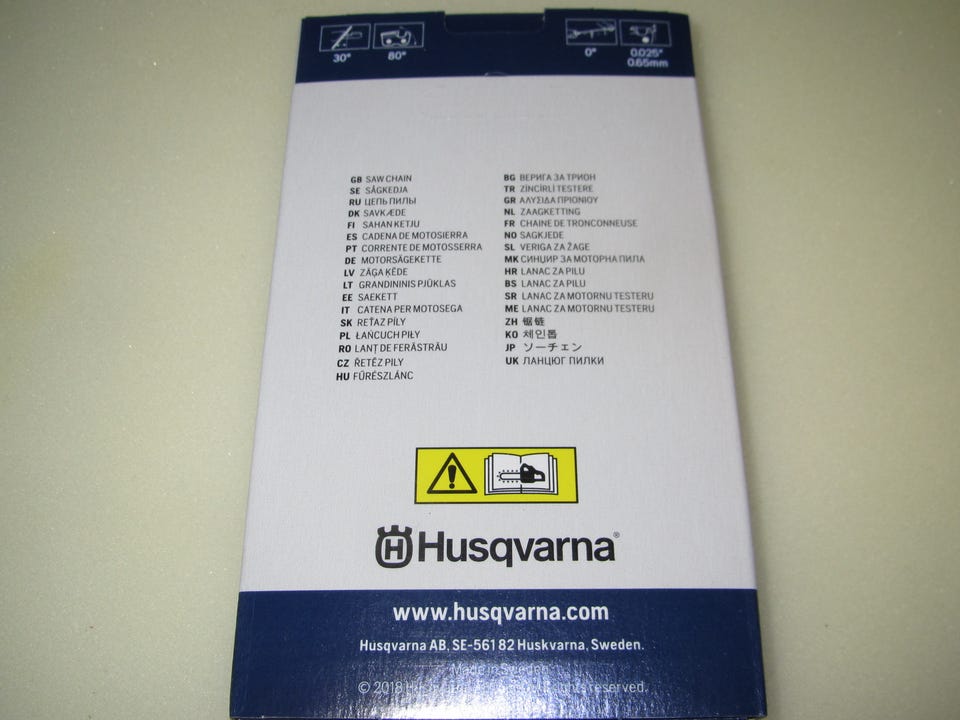 30° 80° 0° 0.025"
0.65mm
GB SAW CHAIN
SE SÅGKEDJA
RU ЦЕПЬ ПИЛЫ
DK SAVKÆDE
FI SAHAN KETJU
ES CADENA DE MOTOSIERRA
PT CORRENTE DE MOTOSSERRA
DE MOTORSÄGEKETTE
LV ZĀĢA ĶĒDE
LT GRANDININIS PJŪKLAS
EE SAEKETT
IT CATENA PER MOTOSEGA
SK REŤAZ PÍLY
PL ŁAŃCUCH PIŁY
RO LANȚ DE FERĂSTRĂU
CZ ŘETĚZ PILY
HU FŰRÉSZLÁNC
BG ВЕРИГА ЗА ТРИОН
TR ZİNCİRLİ TESTERE
GR ΑΛΥΣΙΔΑ ΠΡΙΟΝΙΟΥ
NL ZAAGKETTING
FR CHAINE DE TRONCONNEUSE
NO SAGKJEDE
SL VERIGA ZA ŽAGE
MK СИНЏИР ЗА МОТОРНА ПИЛА
HR LANAC ZA PILU
BS LANAC ZA PILU
SR LANAC ZA MOTORNU TESTERU
ME LANAC ZA MOTORNU TESTERU
ZH 锯链
KO 체인톱
JP ソーチェン
UK ЛАНЦЮГ ПИЛКИ
H Husqvarna®
www.husqvarna.com
Husqvarna AB, SE-561 82 Huskvarna, Sweden.
Made in Sweden
© 2018 rights reserved.